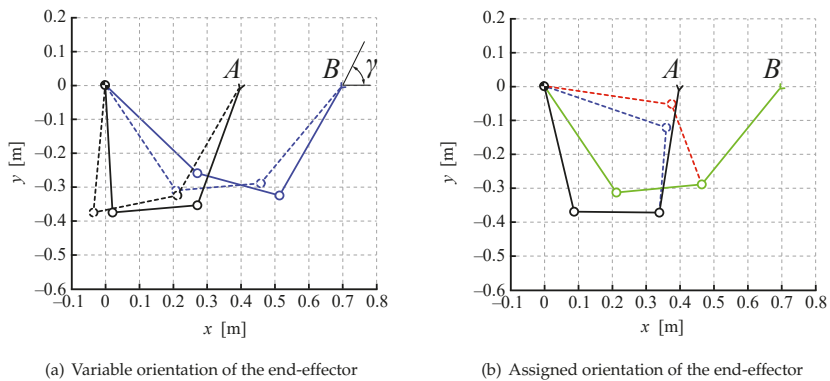 0.2
0.1
0
−0.1
−0.2
−0.3
−0.4
−0.5
−0.6
y [m]
A
B
γ
−0.1 0 0.1 0.2 0.3 0.4 0.5 0.6 0.7 0.8
x [m]
(a) Variable orientation of the end-effector
0.2
0.1
0
−0.1
−0.2
−0.3
−0.4
−0.5
−0.6
y [m]
A
B
−0.1 0 0.1 0.2 0.3 0.4 0.5 0.6 0.7 0.8
x [m]
(b) Assigned orientation of the end-effector